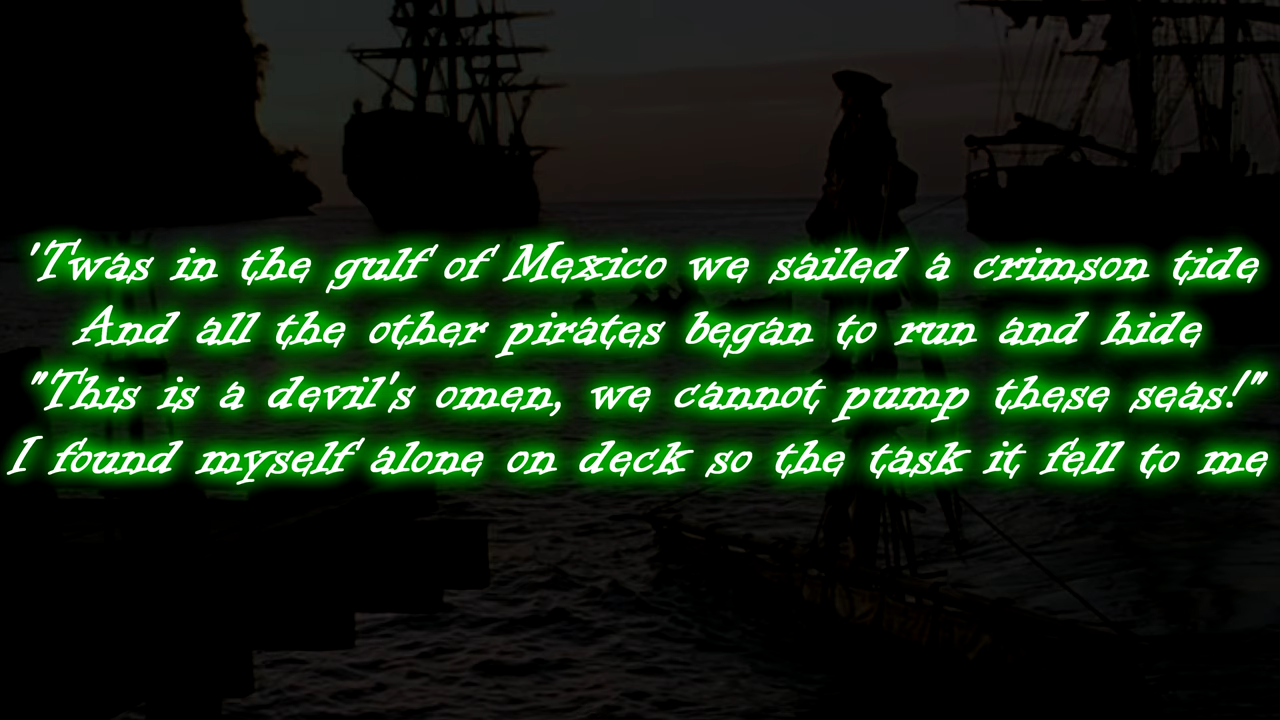 'Twas in the gulf of Mexico we sailed a crimson tide
And all the other pirates began to run and hide
"This is a devil's omen, we cannot pump these seas!"
I found myself alone on deck so the task it fell to me